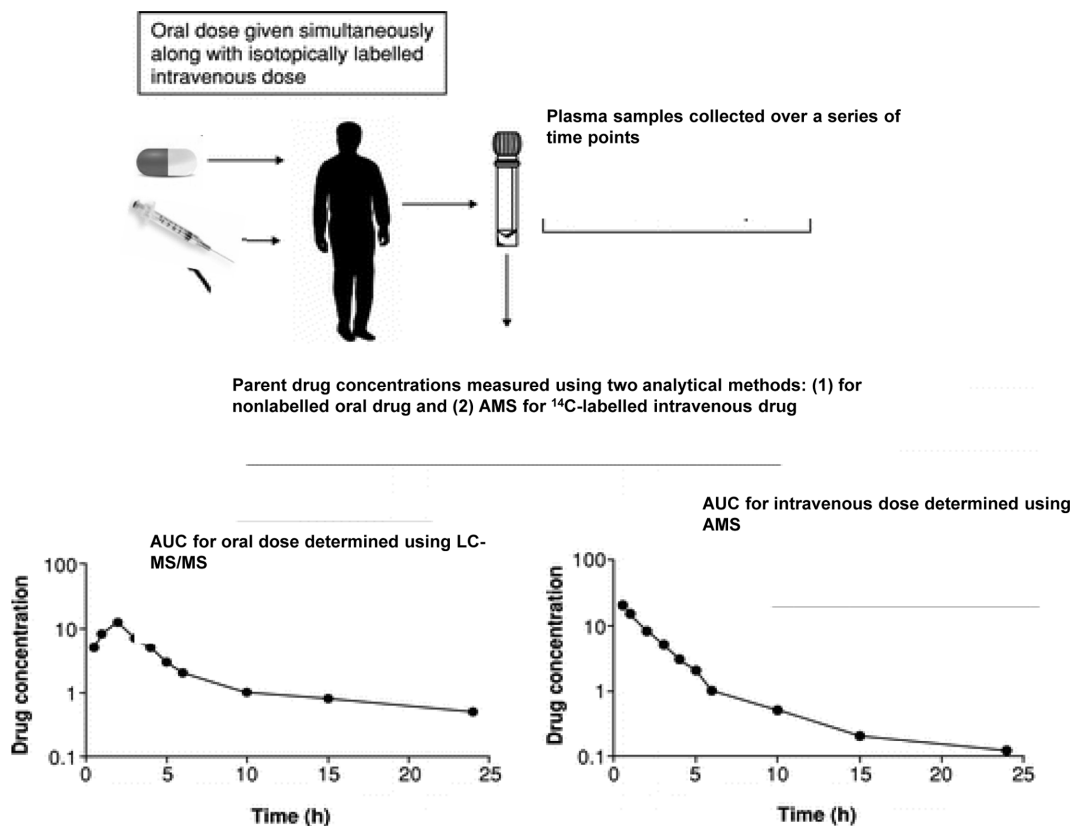 Oral dose given simultaneously
along with isotopically labelled
intravenous dose
Plasma samples collected over a series of
time points
Parent drug concentrations measured using two analytical methods: (1) for
nonlabelled oral drug and (2) AMS for ¹⁴C-labelled intravenous drug
AUC for oral dose determined using LC-
MS/MS
100
10
1
0.1
Drug concentration
0 5 10 15 20 25
Time (h)
AUC for intravenous dose determined using
AMS
100
10
1
0.1
Drug concentration
0 5 10 15 20 25
Time (h)